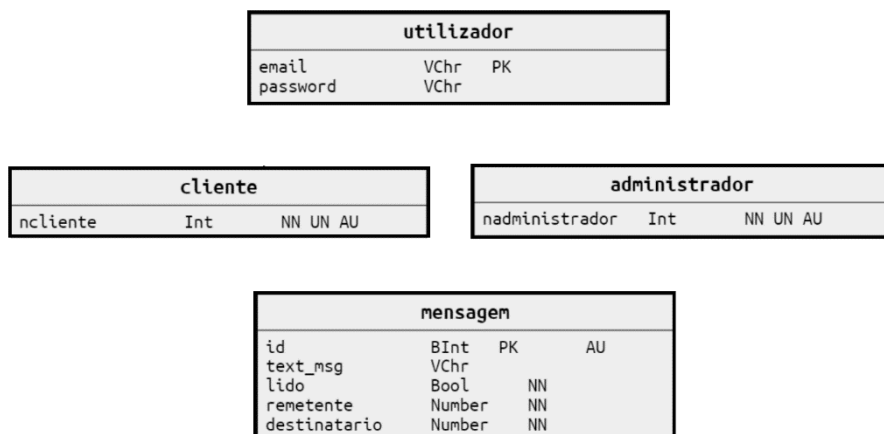 utilizador
email VChr PK
password VChr
cliente
ncliente Int NN UN AU
administrador
nadministrador Int NN UN AU
mensagem
id BInt PK AU
text_msg VChr
lido Bool NN
remetente Number NN
destinatario Number NN